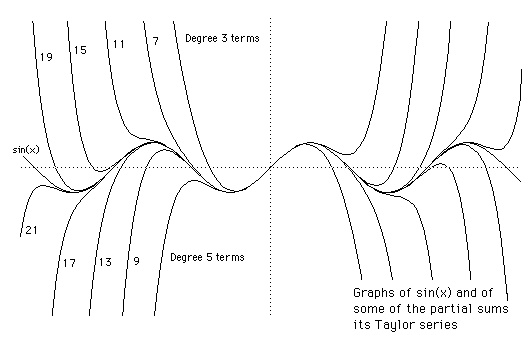 Degree 3 terms
19
15
11
7
sin(x)
21
17
13
9
Degree 5 terms
Graphs of sin(x) and of
some of the partial sums
its Taylor series